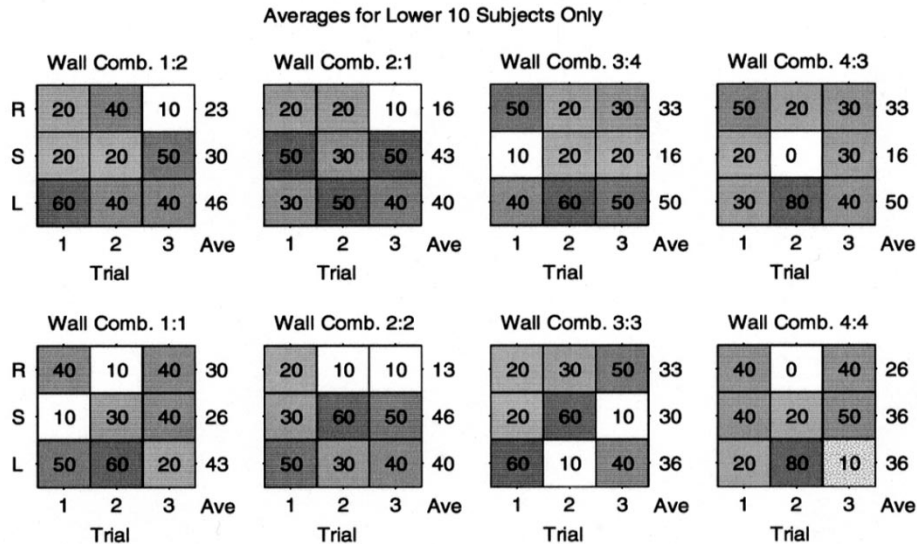 Averages for Lower 10 Subjects Only
Wall Comb. 1:2 Wall Comb. 2:1 Wall Comb. 3:4 Wall Comb. 4:3
R 20 40 10 23 20 20 10 16 50 20 30 33 50 20 30 33
S 20 20 50 30 50 30 50 43 10 20 20 16 20 0 30 16
L 60 40 40 46 30 50 40 40 40 60 50 50 30 80 40 50
1 2 3 Ave 1 2 3 Ave 1 2 3 Ave 1 2 3 Ave
Trial Trial Trial Trial
Wall Comb. 1:1 Wall Comb. 2:2 Wall Comb. 3:3 Wall Comb. 4:4
R 40 10 40 30 20 10 10 13 20 30 50 33 40 0 40 26
S 10 30 40 26 30 60 50 46 20 60 10 30 40 20 50 36
L 50 60 20 43 50 30 40 40 60 10 40 36 20 80 10 36
1 2 3 Ave 1 2 3 Ave 1 2 3 Ave 1 2 3 Ave
Trial Trial Trial Trial